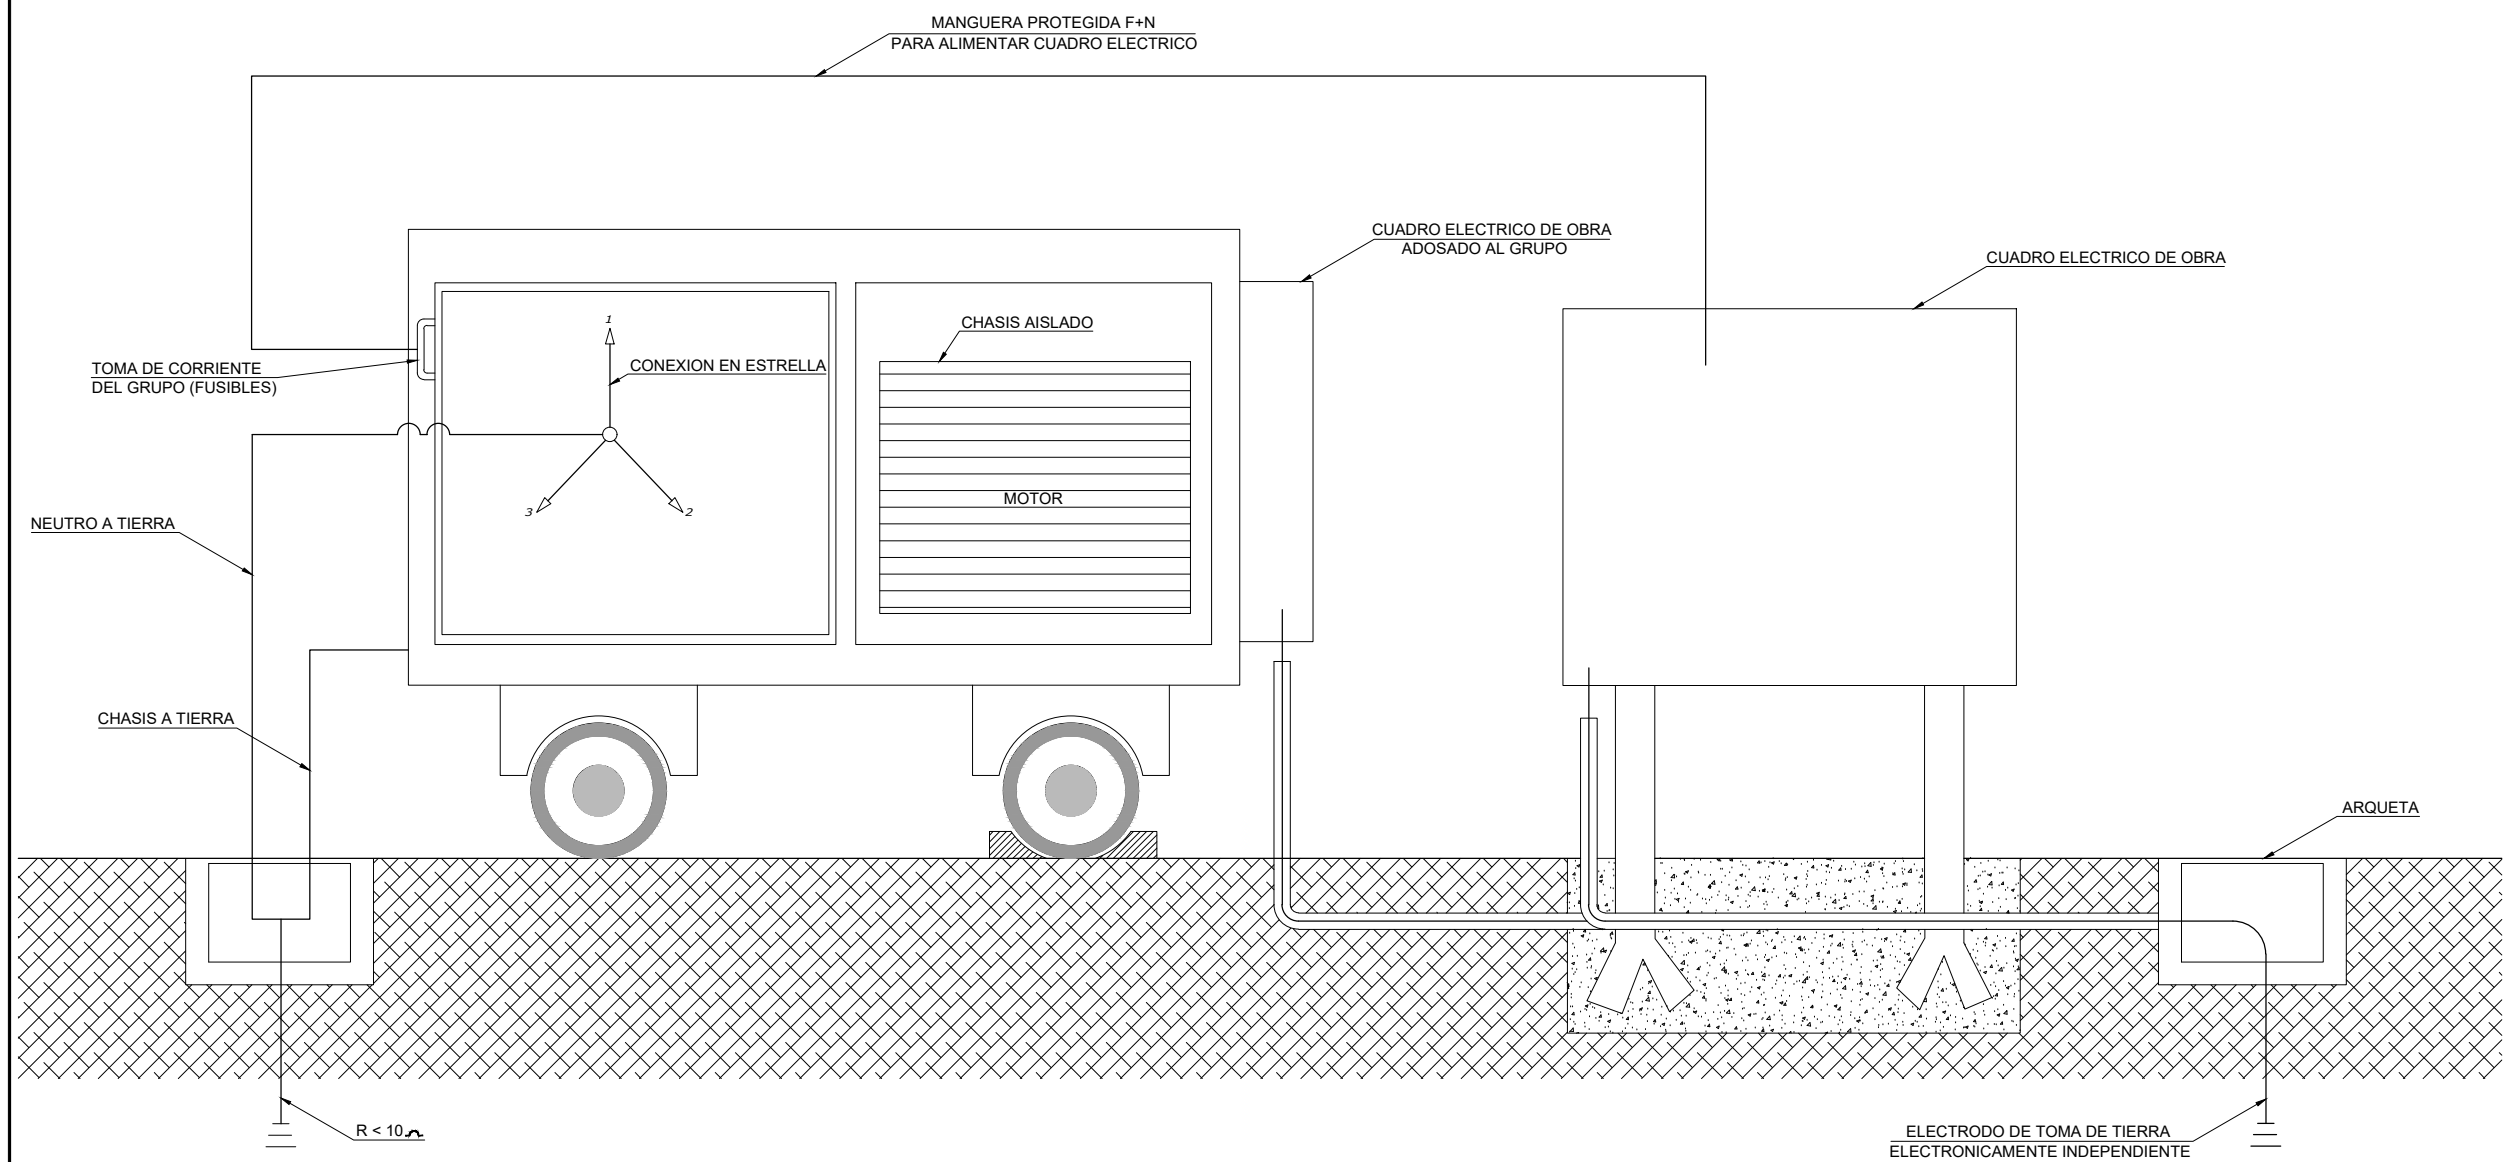 MANGUERA PROTEGIDA F+N
PARA ALIMENTAR CUADRO ELECTRICO
CUADRO ELECTRICO DE OBRA
ADOSADO AL GRUPO
CUADRO ELECTRICO DE OBRA
1
CHASIS AISLADO
TOMA DE CORRIENTE
DEL GRUPO (FUSIBLES)
CONEXION EN ESTRELLA
MOTOR
3
2
NEUTRO A TIERRA
CHASIS A TIERRA
ARQUETA
R < 10 Ω
ELECTRODO DE TOMA DE TIERRA
ELECTRONICAMENTE INDEPENDIENTE